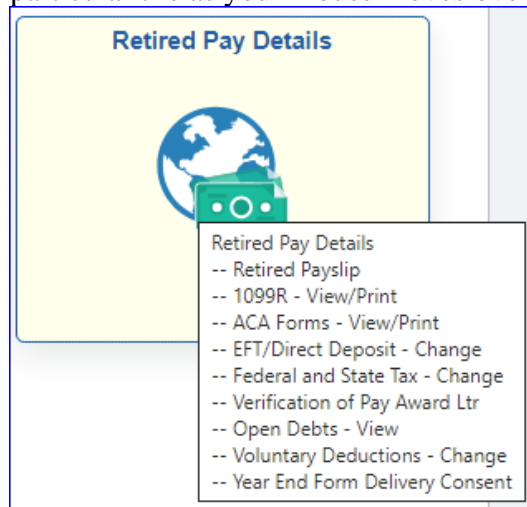 Retired Pay Details
Retired Pay Details
-- Retired Payslip
-- 1099R - View/Print
-- ACA Forms - View/Print
-- EFT/Direct Deposit - Change
-- Federal and State Tax - Change
-- Verification of Pay Award Ltr
-- Open Debts - View
-- Voluntary Deductions - Change
-- Year End Form Delivery Consent